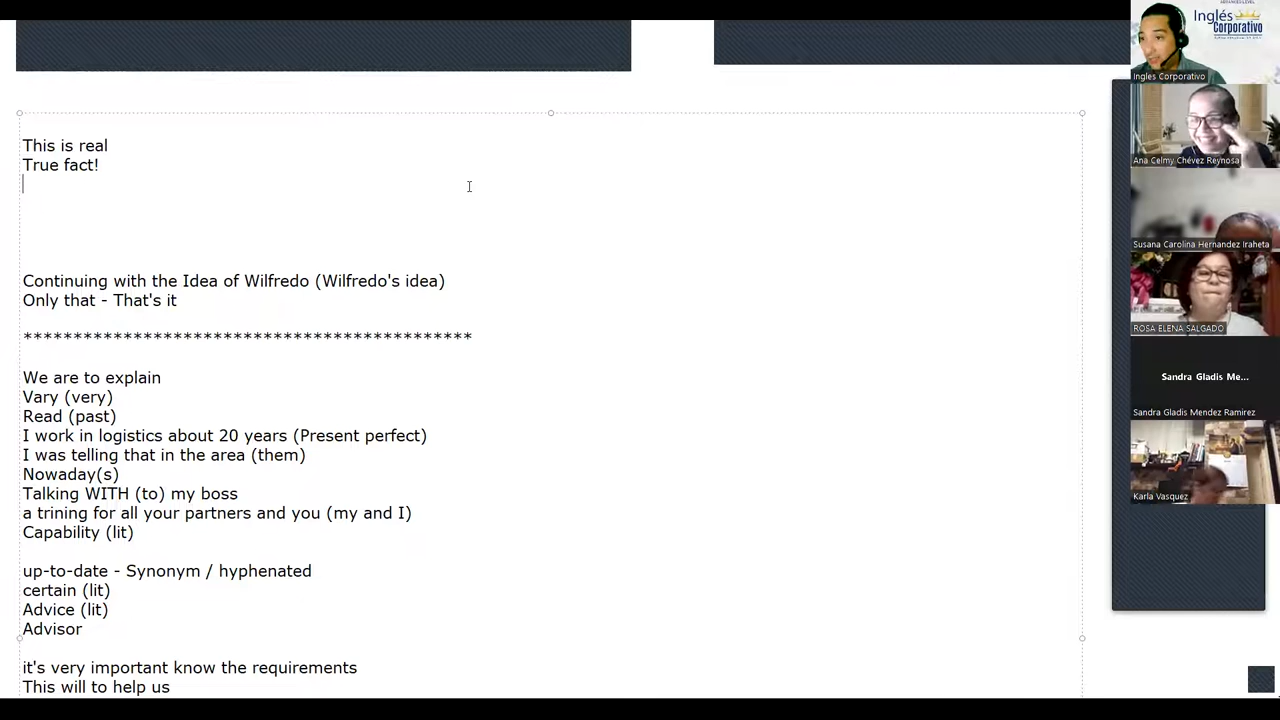 This is real
True fact!
Continuing with the Idea of Wilfredo (Wilfredo's idea)
Only that - That's it
*********************************************
We are to explain
Vary (very)
Read (past)
I work in logistics about 20 years (Present perfect)
I was telling that in the area (them)
Nowaday(s)
Talking WITH (to) my boss
a trining for all your partners and you (my and I)
Capability (lit)
up-to-date - Synonym / hyphenated
certain (lit)
Advice (lit)
Advisor
it's very important know the requirements
This will to help us
Inglés
Corporativo
Ingles Corporativo
Ana Celmy Chévez Reynosa
Susana Carolina Hernandez Iraheta
ROSA ELENA SALGADO
Sandra Gladis Me...
Sandra Gladis Mendez Ramirez
Karla Vasquez